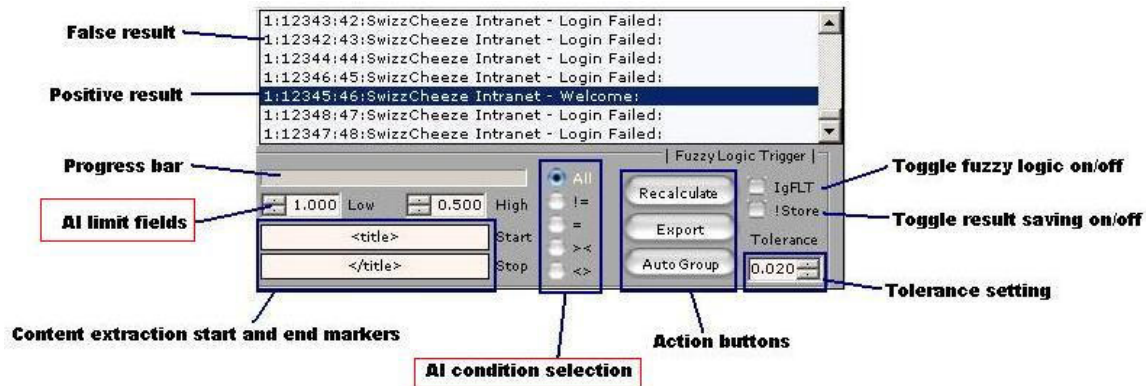 1:12343:42:SwizzCheeze Intranet - Login Failed:
False result
1:12342:43:SwizzCheeze Intranet - Login Failed:
1:12344:44:SwizzCheeze Intranet - Login Failed:
1:12346:45:SwizzCheeze Intranet - Login Failed:
Positive result
1:12345:46:SwizzCheeze Intranet - Welcome:
1:12348:47:SwizzCheeze Intranet - Login Failed:
1:12347:48:SwizzCheeze Intranet - Login Failed:
| FuzzyLogic Trigger |
Progress bar
All
Recalculate
IgFLT
Toggle fuzzy logic on/off
AI limit fields
1.000 Low 0.500 High
!=
!Store
Toggle result saving on/off
<title>
Start
=
Export
Tolerance
><
</title>
Stop
<>
Auto Group
0.020
Tolerance setting
Content extraction start and end markers
Action buttons
AI condition selection